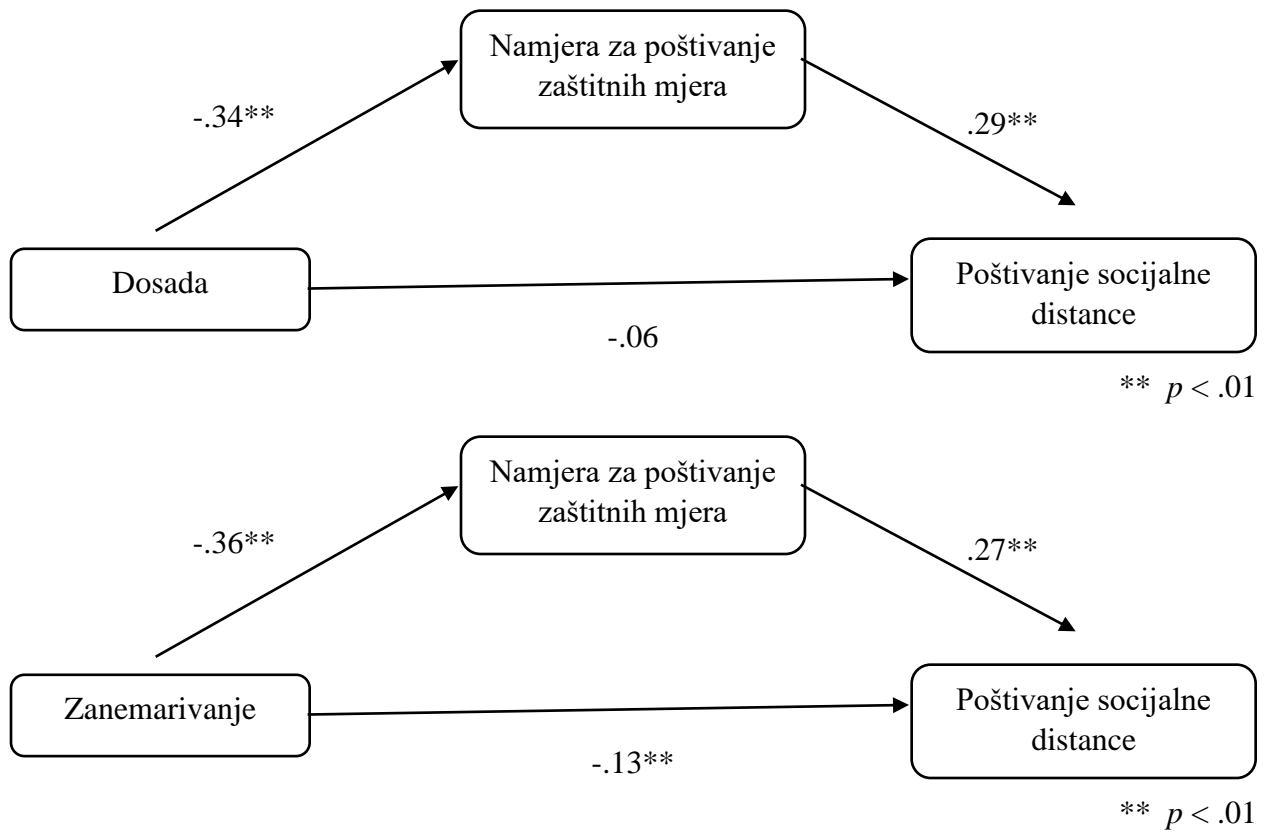 Namjera za poštivanje
zaštitnih mjera
-.34**
.29**
Dosada
Poštivanje socijalne
distance
-.06
** p < .01
Namjera za poštivanje
zaštitnih mjera
-.36**
.27**
Zanemarivanje
Poštivanje socijalne
distance
-.13**
** p < .01